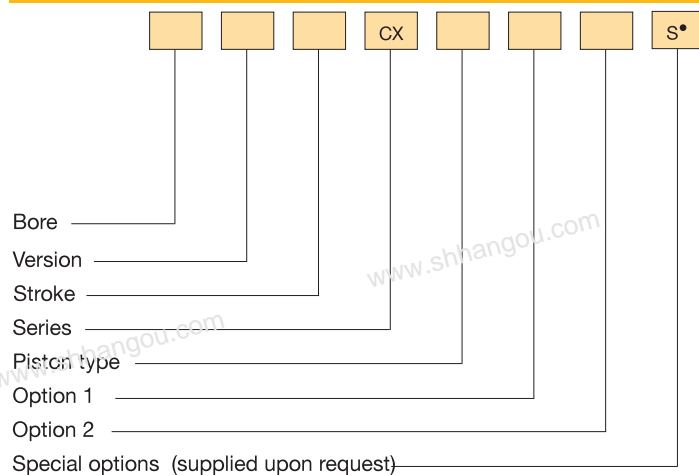 CX S●
Bore
www.shhangou.com
Version
Stroke
Series
www.shhangou.com
Piston type
Option 1
Option 2
Special options (supplied upon request)